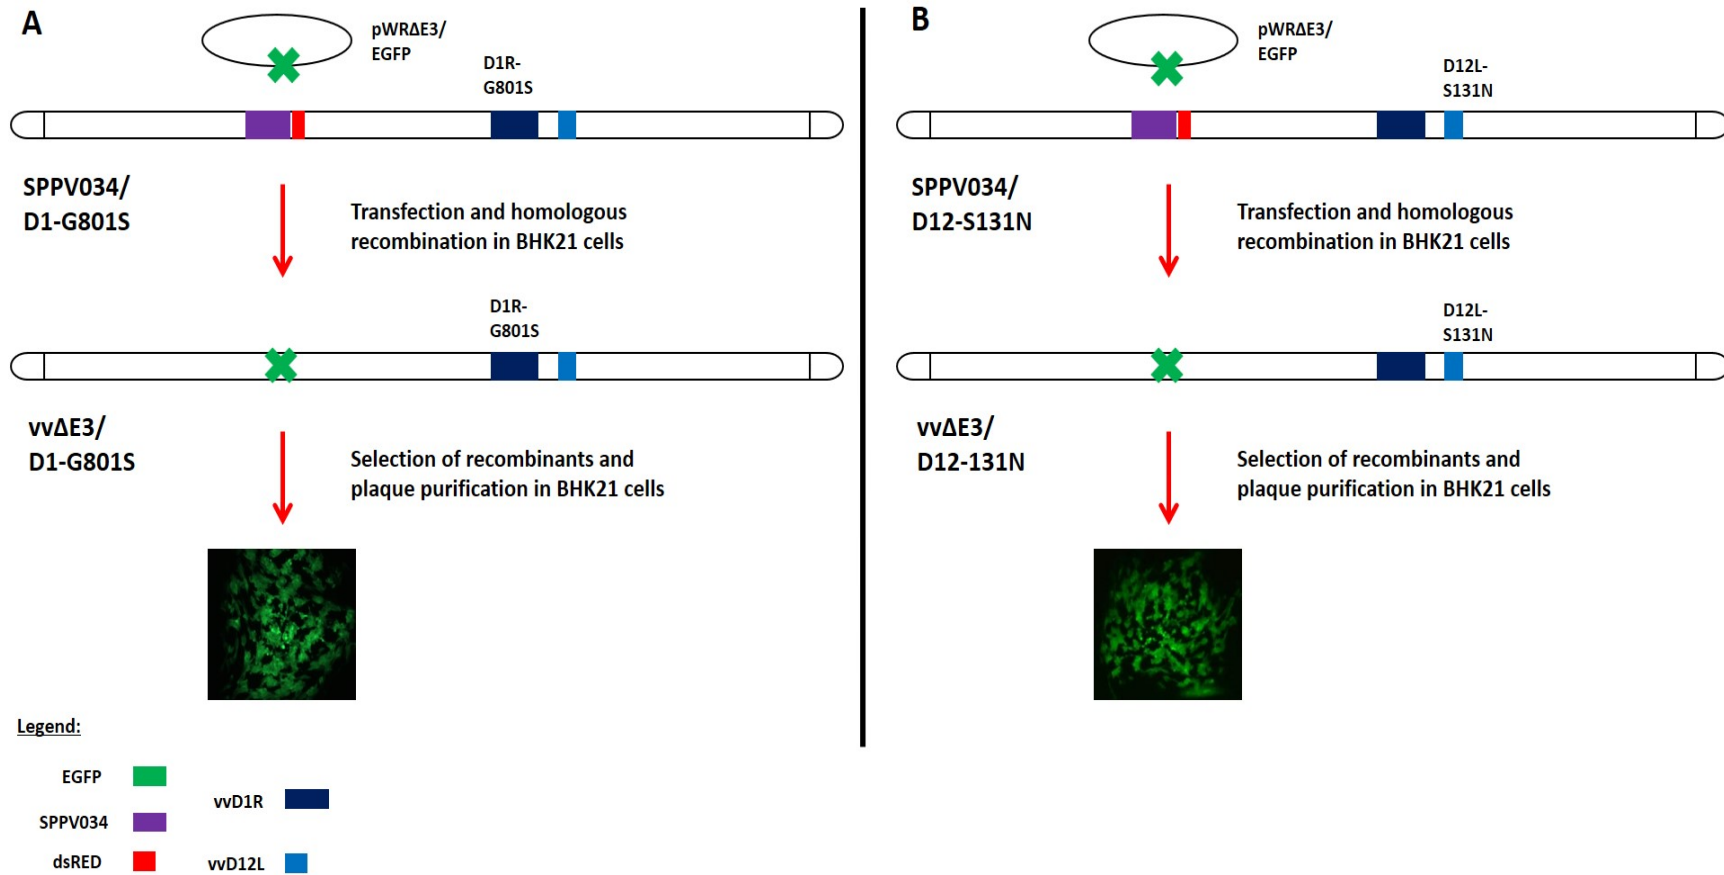 A
pWRΔE3/
EGFP
D1R-
G801S
SPPV034/
D1-G801S
Transfection and homologous
recombination in BHK21 cells
D1R-
G801S
vvΔE3/
D1-G801S
Selection of recombinants and
plaque purification in BHK21 cells
B
pWRΔE3/
EGFP
D12L-
S131N
SPPV034/
D12-S131N
Transfection and homologous
recombination in BHK21 cells
D12L-
S131N
vvΔE3/
D12-131N
Selection of recombinants and
plaque purification in BHK21 cells
Legend:
EGFP
SPPV034
dsRED
vvD1R
vvD12L